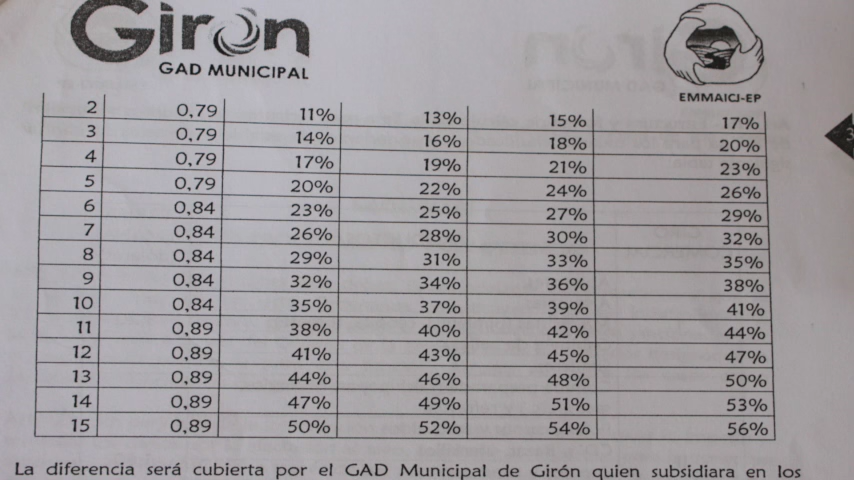 Girón
GAD MUNICIPAL
EMMAICJ-EP
2 0,79 11% 13% 15% 17%
3 0,79 14% 16% 18% 20%
4 0,79 17% 19% 21% 23%
5 0,79 20% 22% 24% 26%
6 0,84 23% 25% 27% 29%
7 0,84 26% 28% 30% 32%
8 0,84 29% 31% 33% 35%
9 0,84 32% 34% 36% 38%
10 0,84 35% 37% 39% 41%
11 0,89 38% 40% 42% 44%
12 0,89 41% 43% 45% 47%
13 0,89 44% 46% 48% 50%
14 0,89 47% 49% 51% 53%
15 0,89 50% 52% 54% 56%
La diferencia será cubierta por el GAD Municipal de Girón quien subsidiara en los